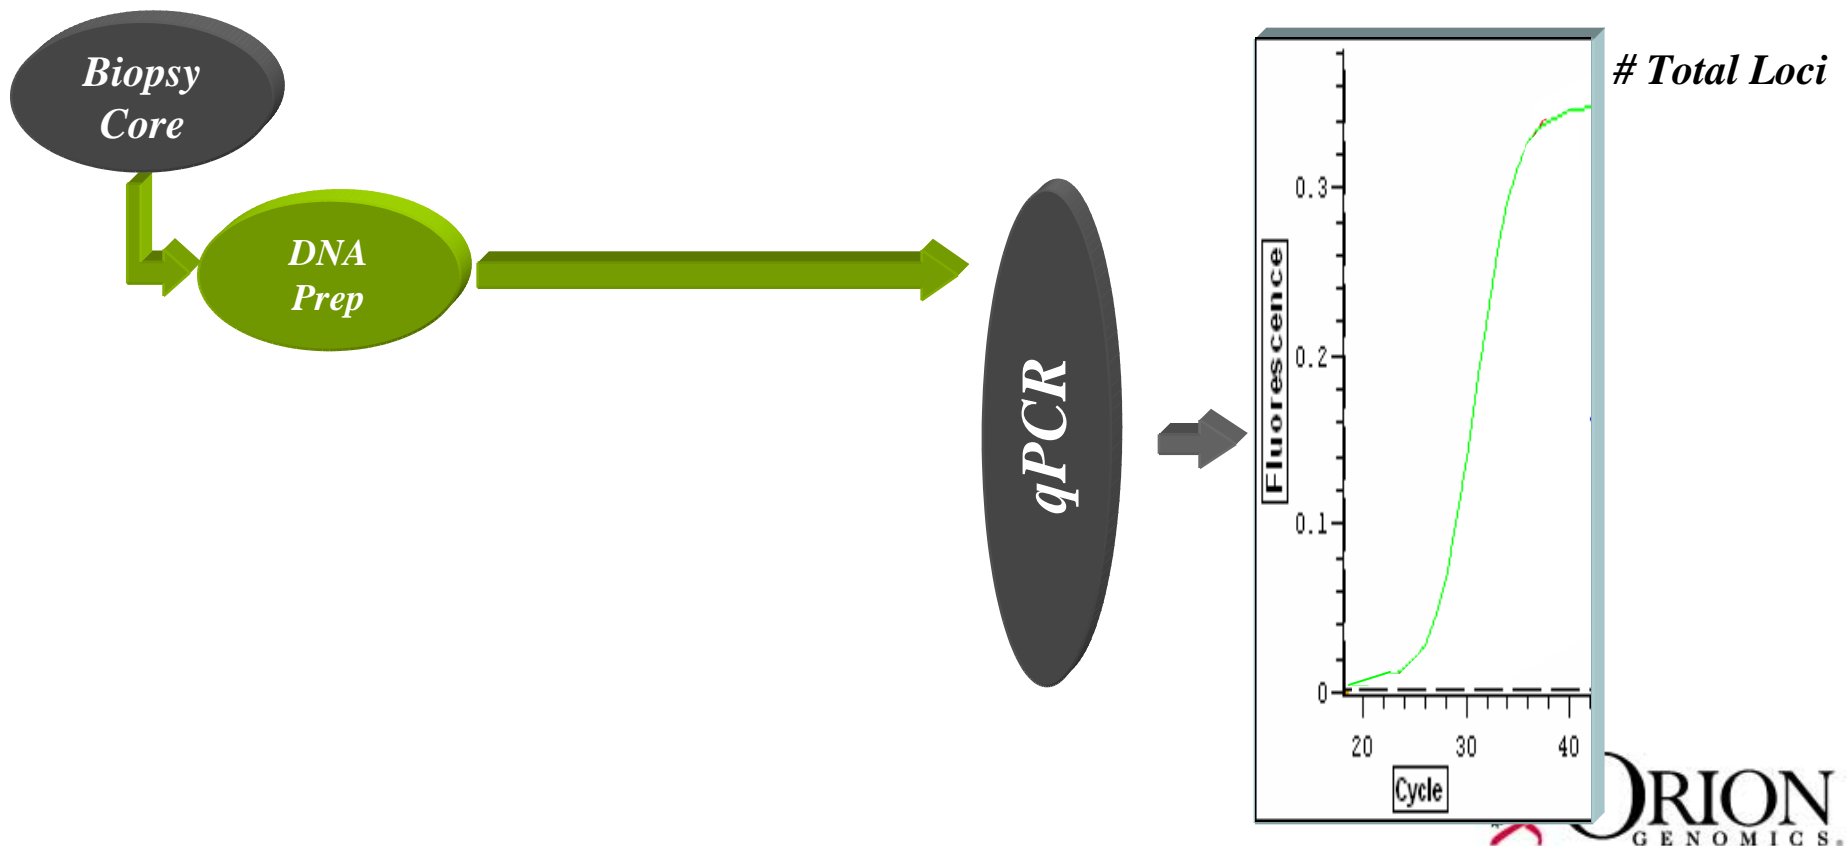 Biopsy
Core
DNA
Prep
qPCR
# Total Loci
Fluorescence
0.3
0.2
0.1
0
20 30 40
Cycle
ORION
GENOMICS